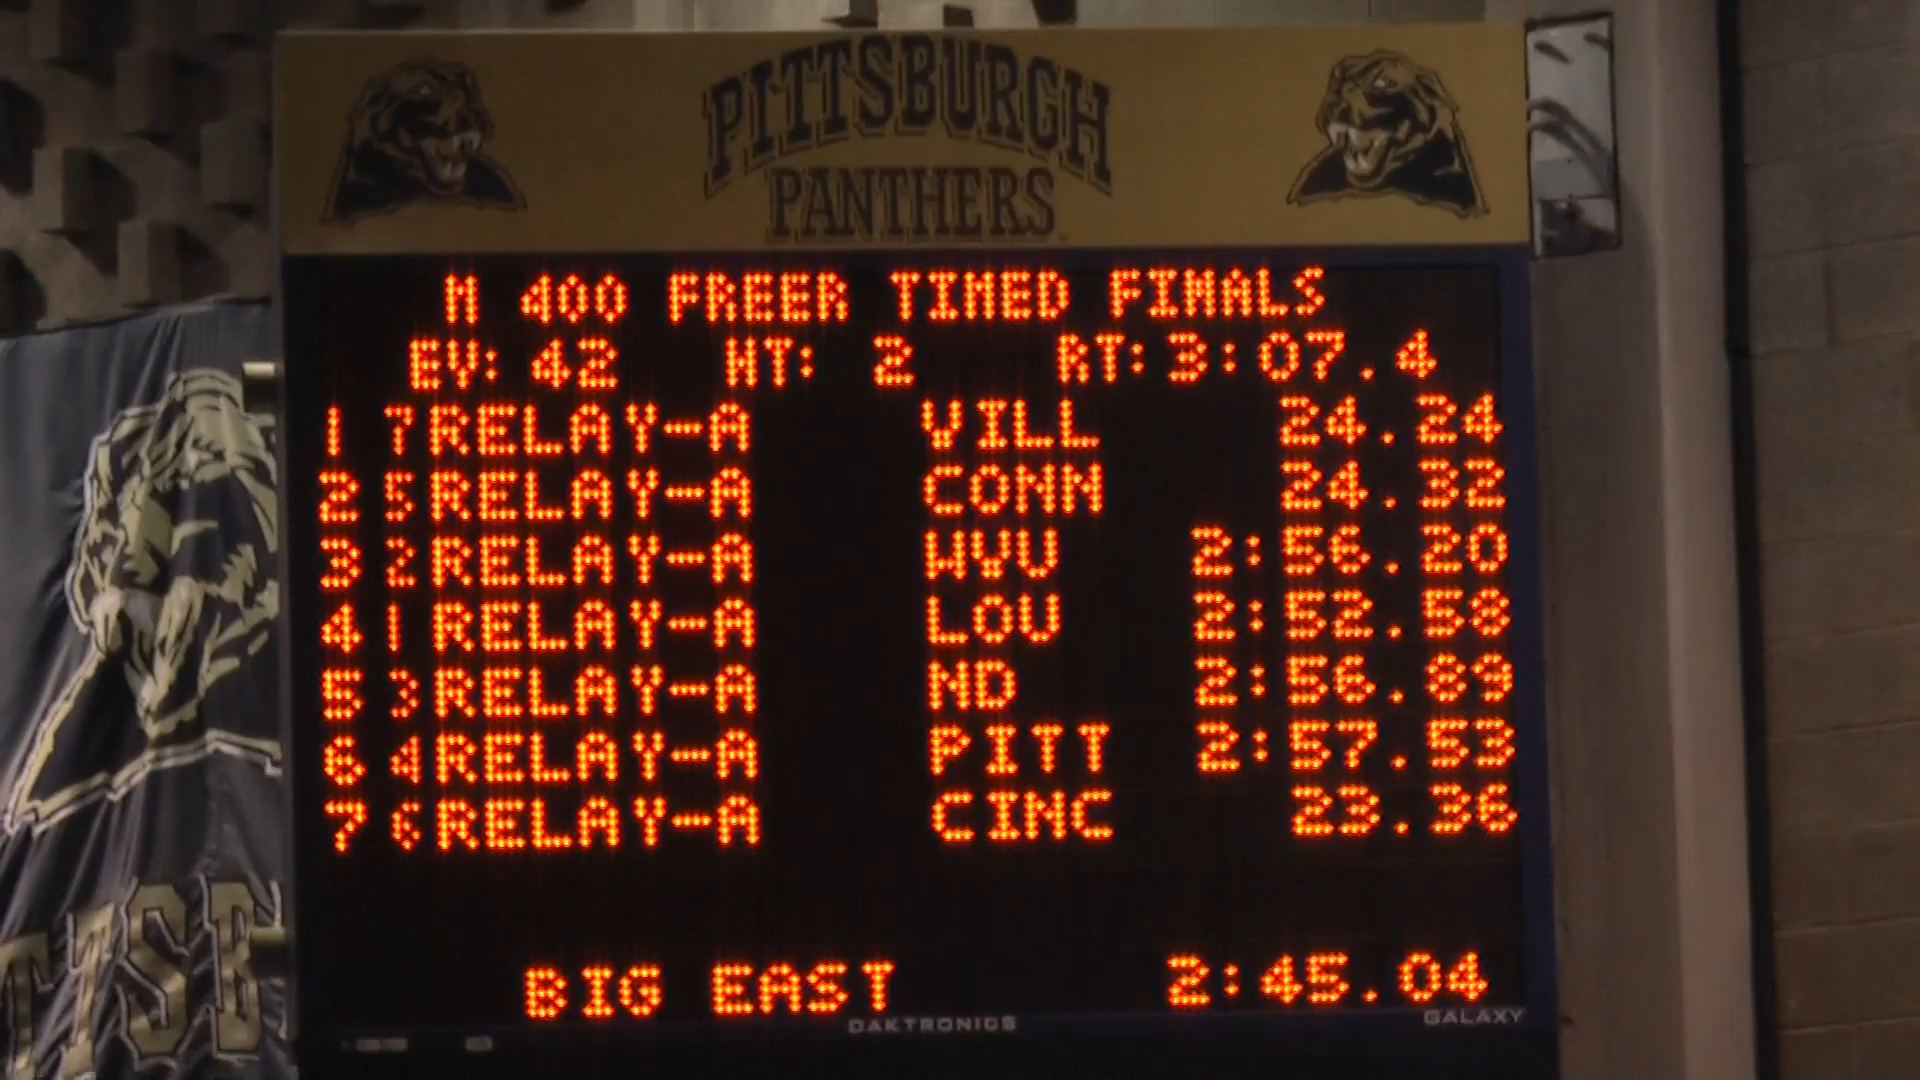 PITTSBURGH
PANTHERS
M 400 FREER TIMED FINALS
EV: 42 HT: 2 RT: 3:07.4
1 7 RELAY-A VILL 24.24
2 5 RELAY-A CONN 24.32
3 2 RELAY-A WVU 2:56.20
4 1 RELAY-A LOU 2:52.58
5 3 RELAY-A ND 2:56.89
6 4 RELAY-A PITT 2:57.53
7 6 RELAY-A CINC 23.36
BIG EAST 2:45.04
DAKTRONICS GALAXY